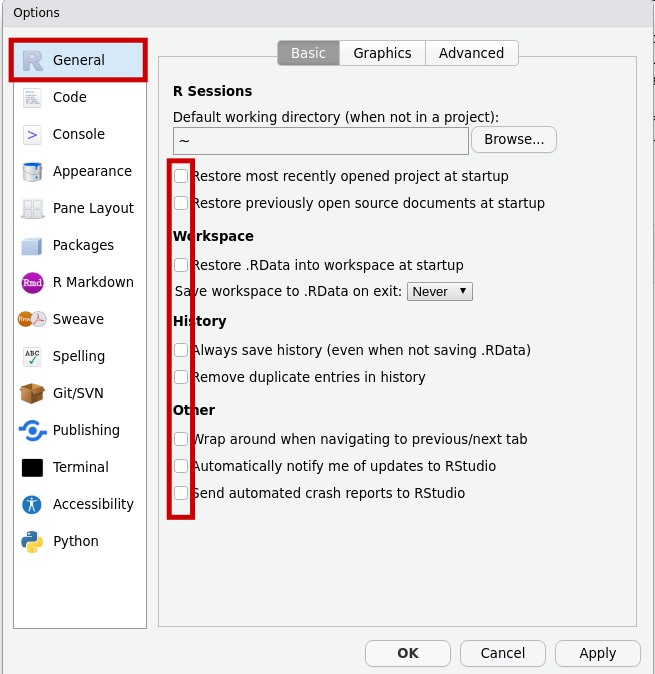 Options
General
Code
Console
Appearance
Pane Layout
Packages
R Markdown
Sweave
Spelling
Git/SVN
Publishing
Terminal
Accessibility
Python
Basic
Graphics
Advanced
R Sessions
Default working directory (when not in a project):
~
Browse...
Restore most recently opened project at startup
Restore previously open source documents at startup
Workspace
Restore .RData into workspace at startup
Save workspace to .RData on exit: Never
History
Always save history (even when not saving .RData)
Remove duplicate entries in history
Other
Wrap around when navigating to previous/next tab
Automatically notify me of updates to RStudio
Send automated crash reports to RStudio
OK
Cancel
Apply